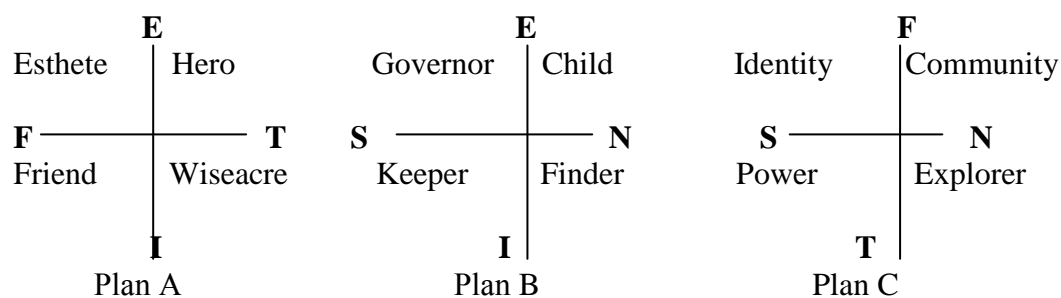 E E F
Esthete Hero Governor Child Identity Community
F T S N S N
Friend Wiseacre Keeper Finder Power Explorer
I I T
Plan A Plan B Plan C